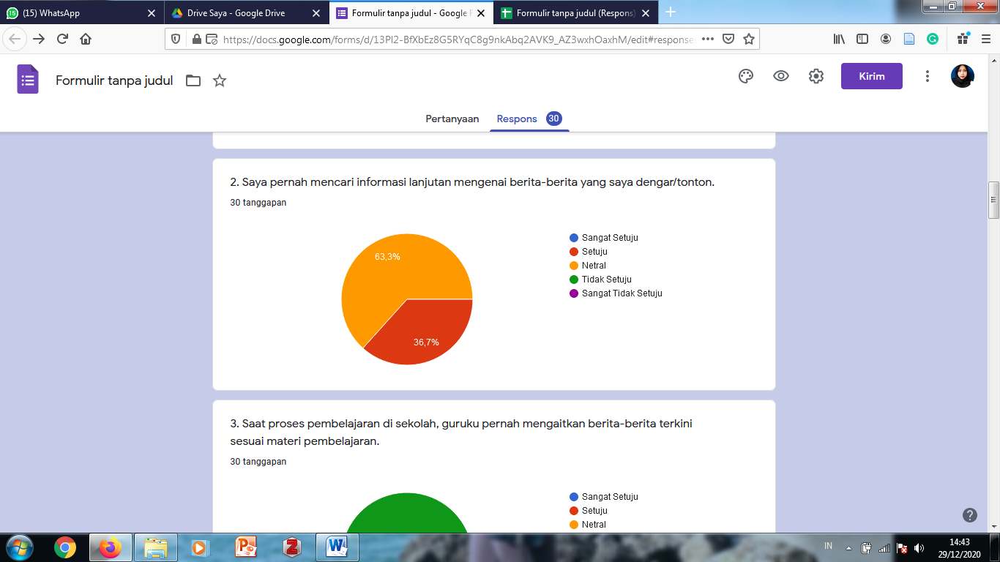 (15) WhatsApp
Drive Saya - Google Drive
Formulir tanpa judul - Google F
Formulir tanpa judul (Respons)
https://docs.google.com/forms/d/13Pl2-BfXbEz8G5RYqC8g9nkAbq2AVK9_AZ3wxhOaxhM/edit#response
Formulir tanpa judul
Kirim
Pertanyaan
Respons 30
2. Saya pernah mencari informasi lanjutan mengenai berita-berita yang saya dengar/tonton.
30 tanggapan
63,3%
36,7%
Sangat Setuju
Setuju
Netral
Tidak Setuju
Sangat Tidak Setuju
3. Saat proses pembelajaran di sekolah, guruku pernah mengaitkan berita-berita terkini
sesuai materi pembelajaran.
30 tanggapan
Sangat Setuju
Setuju
Netral
IN
14:43
29/12/2020